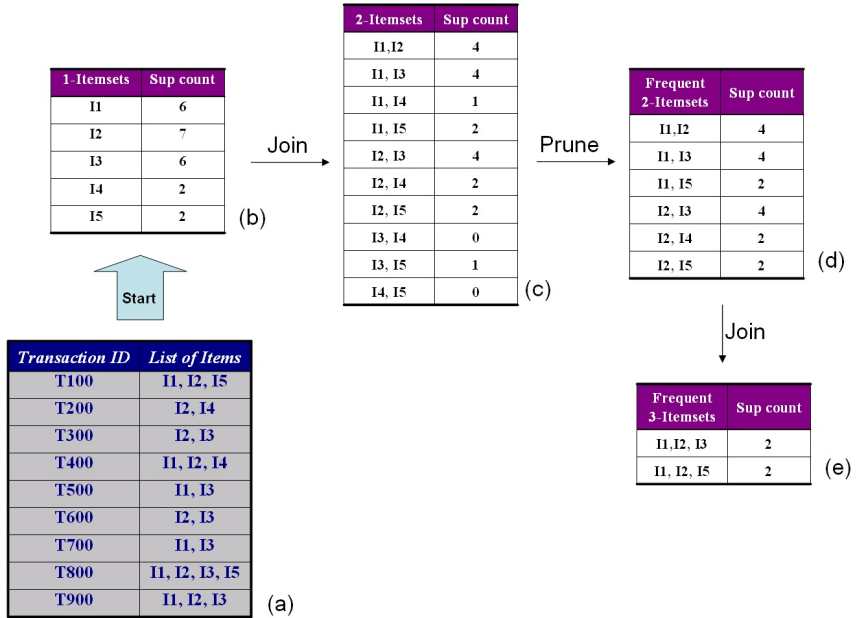 1-Itemsets Sup count
I1 6
I2 7
I3 6
I4 2
I5 2
(b)
Join
2-Itemsets Sup count
I1,I2 4
I1, I3 4
I1, I4 1
I1, I5 2
I2, I3 4
I2, I4 2
I2, I5 2
I3, I4 0
I3, I5 1
I4, I5 0
(c)
Prune
Frequent
2-Itemsets Sup count
I1,I2 4
I1, I3 4
I1, I5 2
I2, I3 4
I2, I4 2
I2, I5 2
(d)
Join
Frequent
3-Itemsets Sup count
I1,I2, I3 2
I1, I2, I5 2
(e)
Start
Transaction ID List of Items
T100 I1, I2, I5
T200 I2, I4
T300 I2, I3
T400 I1, I2, I4
T500 I1, I3
T600 I2, I3
T700 I1, I3
T800 I1, I2, I3, I5
T900 I1, I2, I3
(a)